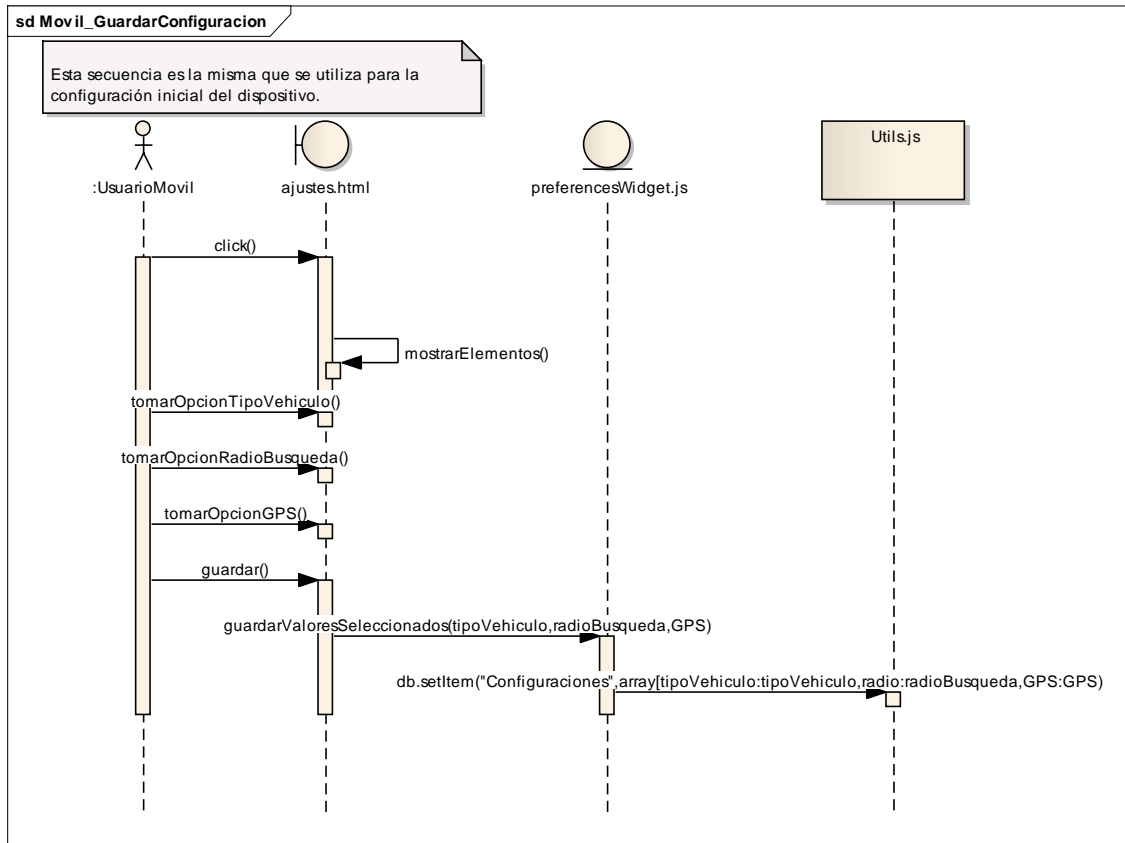 sd Movil_GuardarConfiguracion
Esta secuencia es la misma que se utiliza para la
configuración inicial del dispositivo.
:UsuarioMovil
ajustes.html
preferencesWidget.js
Utils.js
click()
mostrarElementos()
tomarOpcionTipoVehiculo()
tomarOpcionRadioBusqueda()
tomarOpcionGPS()
guardar()
guardarValoresSeleccionados(tipoVehiculo,radioBusqueda,GPS)
db.setItem("Configuraciones",array[tipoVehiculo:tipoVehiculo,radio:radioBusqueda,GPS:GPS)